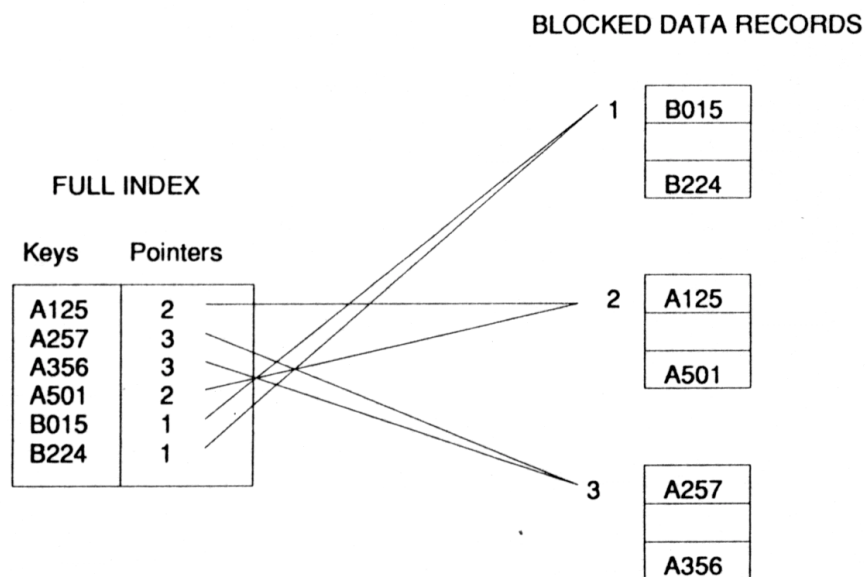 BLOCKED DATA RECORDS
1 B015
B224
FULL INDEX
Keys Pointers
A125 2
A257 3
A356 3
A501 2
B015 1
B224 1
2 A125
A501
3 A257
A356